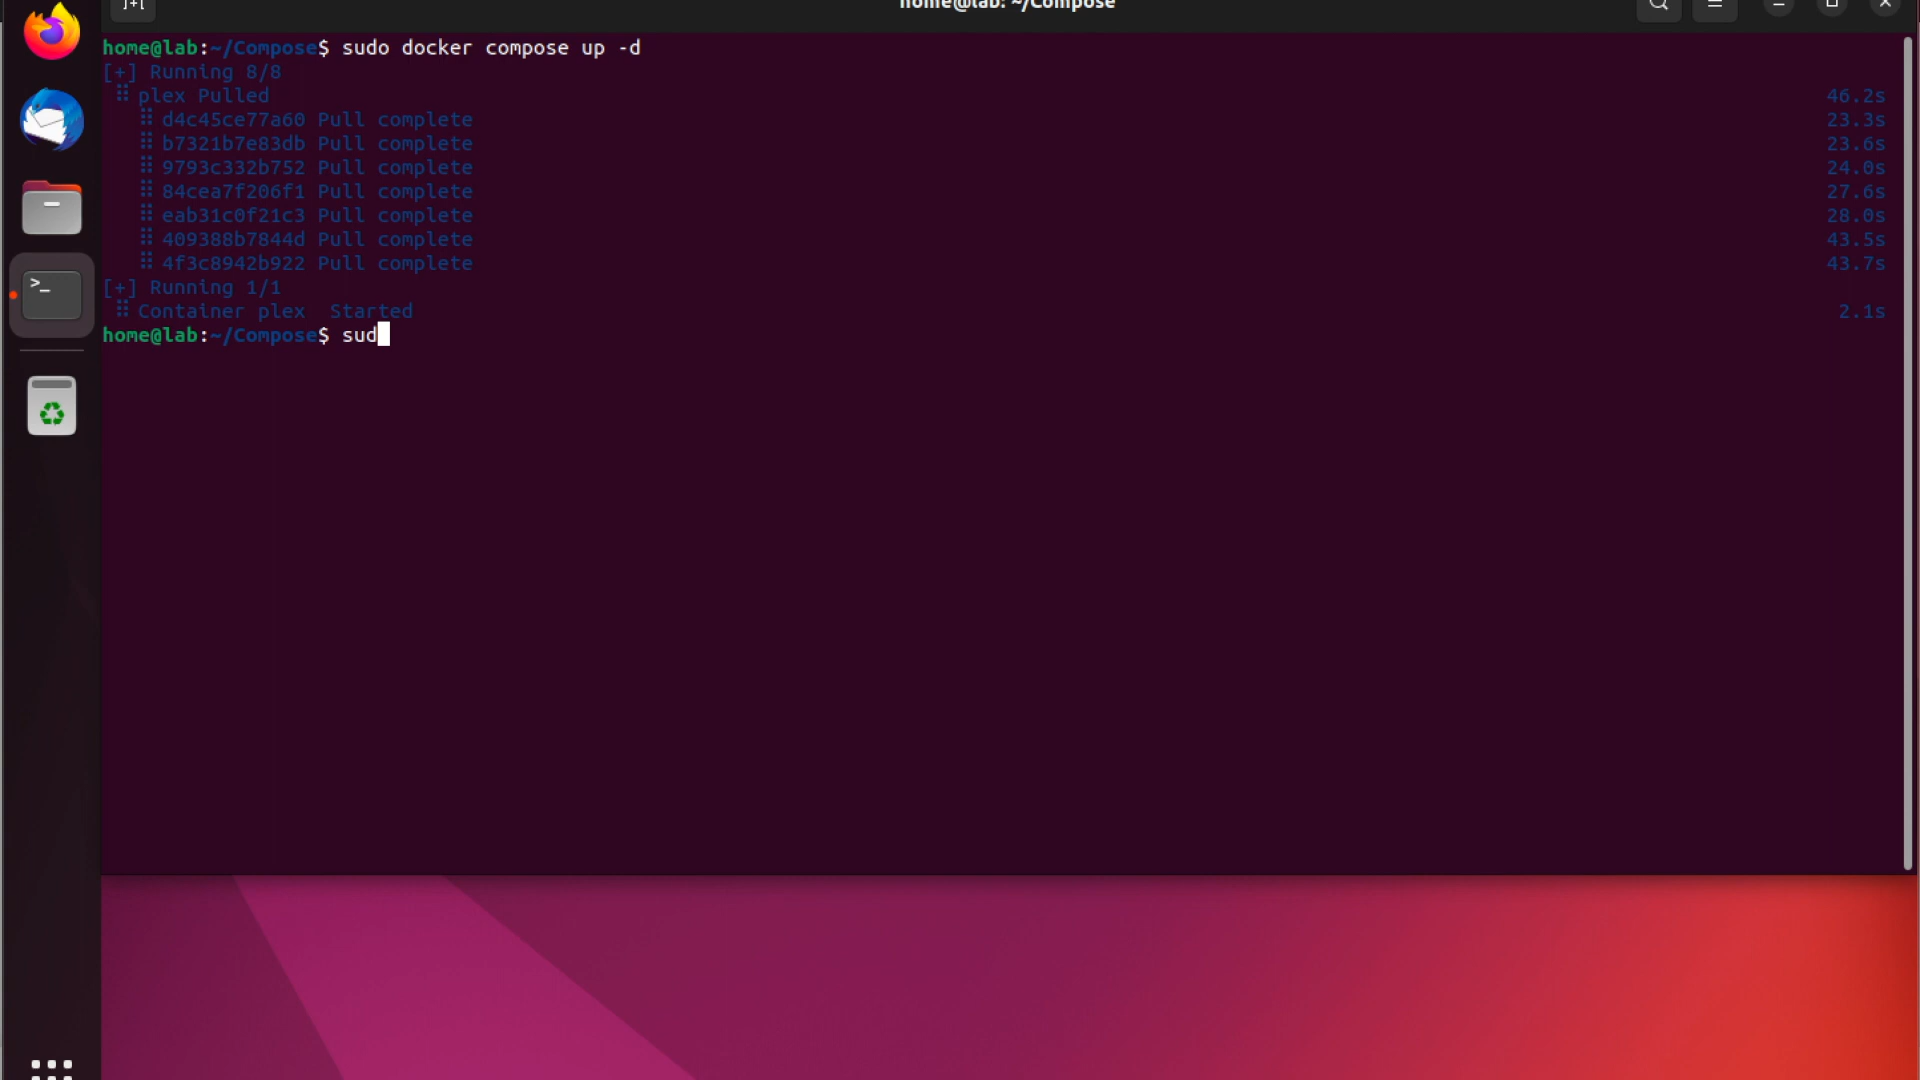 home@lab: ~/Compose
home@lab:~/Compose$ sudo docker compose up -d
[+] Running 8/8
⠿ plex Pulled 46.2s
⠿ d4c45ce77a60 Pull complete 23.3s
⠿ b7321b7e83db Pull complete 23.6s
⠿ 9793c332b752 Pull complete 24.0s
⠿ 84cea7f206f1 Pull complete 27.6s
⠿ eab31c0f21c3 Pull complete 28.0s
⠿ 409388b7844d Pull complete 43.5s
⠿ 4f3c8942b922 Pull complete 43.7s
[+] Running 1/1
⠿ Container plex  Started 2.1s
home@lab:~/Compose$ sud